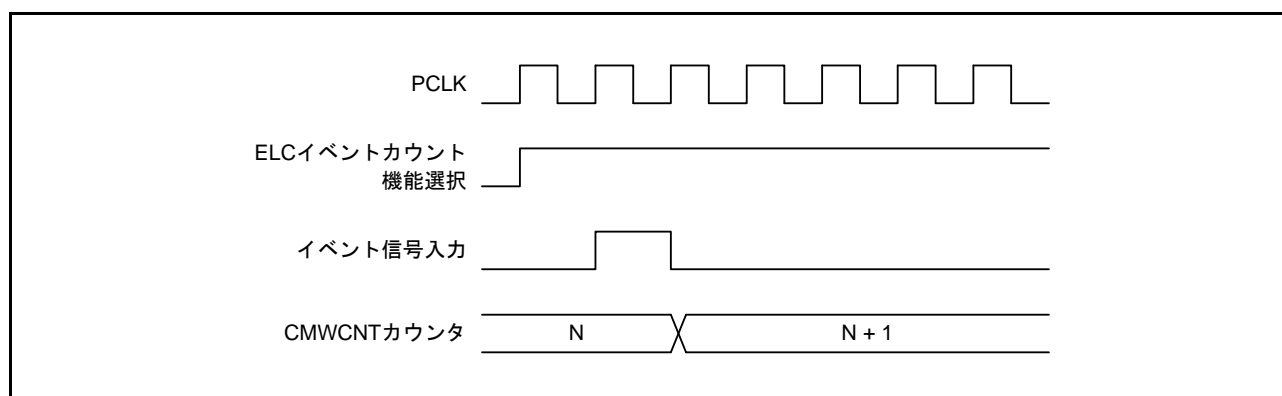 PCLK
ELCイベントカウント
機能選択
イベント信号入力
CMWCNTカウンタ
N
N + 1